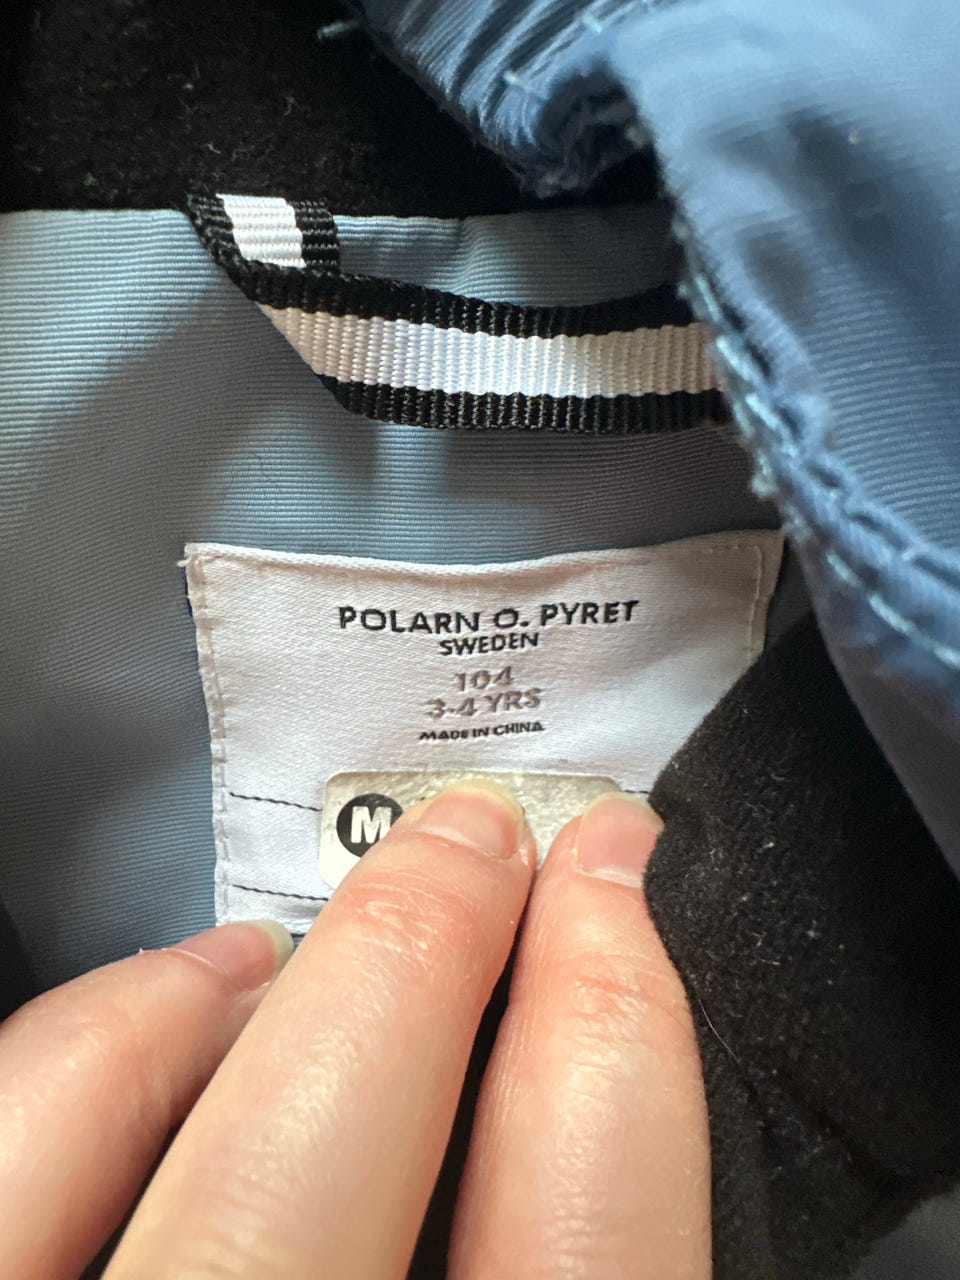 POLARN O. PYRET
SWEDEN
104
3-4 YRS
MADE IN CHINA
M